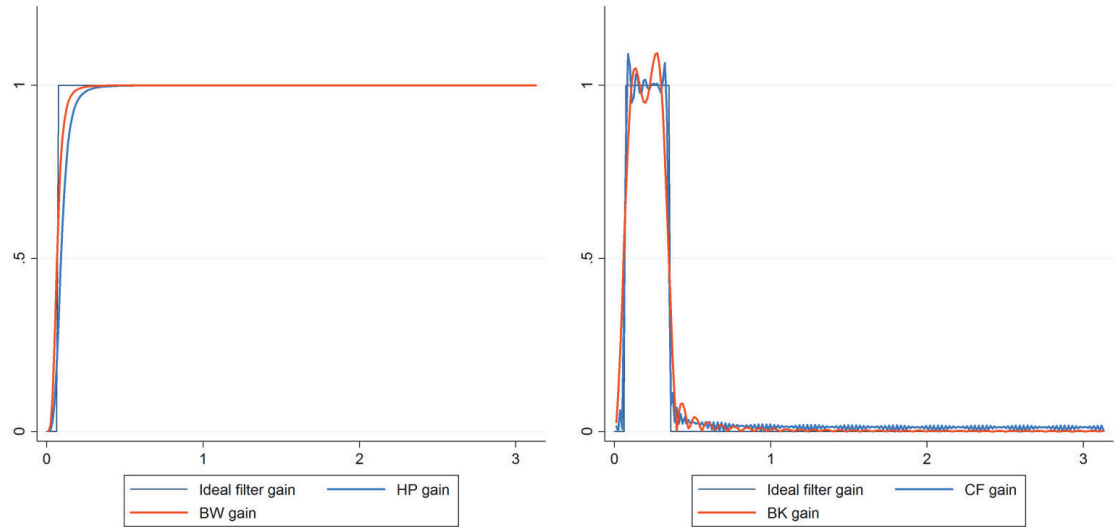 1
.5
0
0 1 2 3
Ideal filter gain HP gain
BW gain
1
.5
0
0 1 2 3
Ideal filter gain CF gain
BK gain